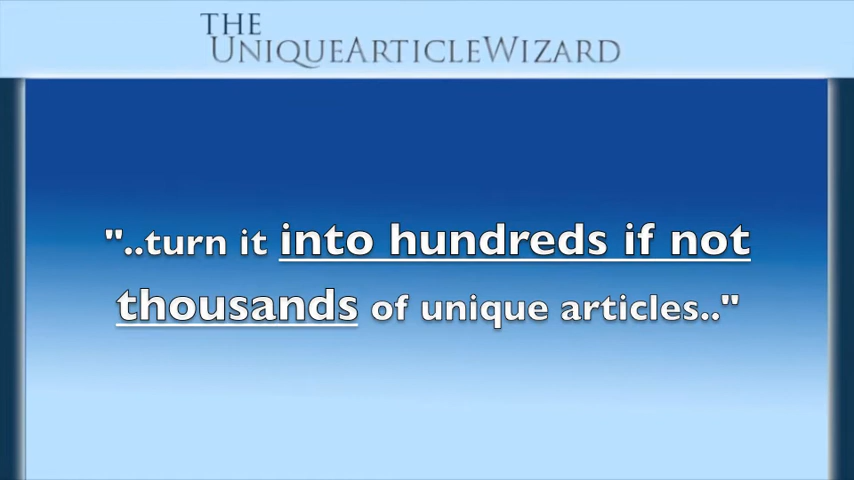 THE
UNIQUEARTICLEWIZARD
"..turn it into hundreds if not
thousands of unique articles.."